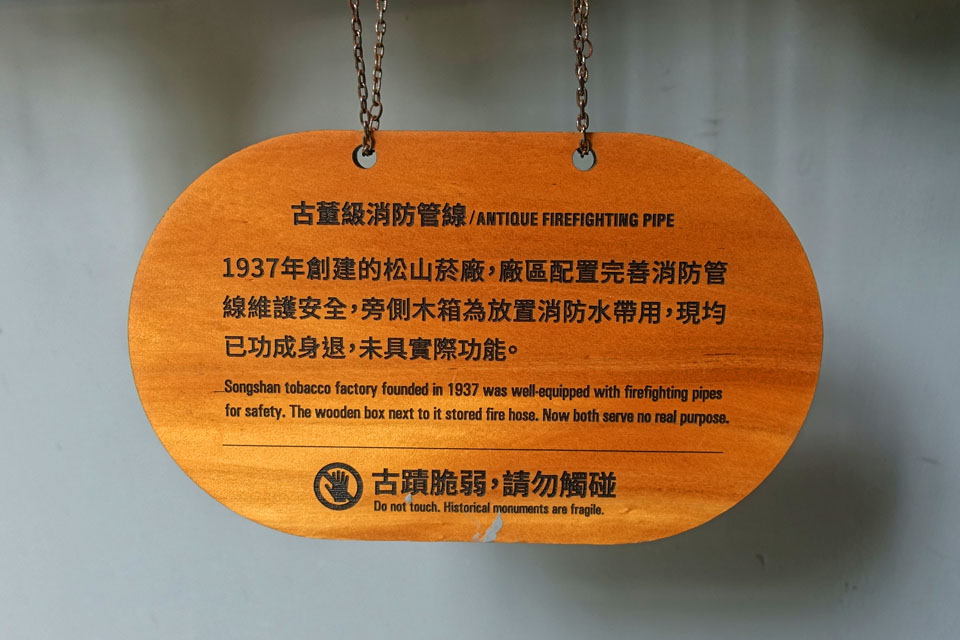 古董級消防管線/ANTIQUE FIREFIGHTING PIPE
1937年創建的松山菸廠,廠區配置完善消防管
線維護安全,旁側木箱為放置消防水帶用,現均
已功成身退,未具實際功能。
Songshan tobacco factory founded in 1937 was well-equipped with firefighting pipes
for safety. The wooden box next to it stored fire hose. Now both serve no real purpose.
古蹟脆弱,請勿觸碰
Do not touch. Historical monuments are fragile.